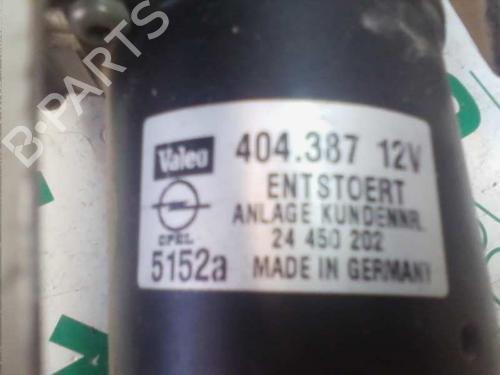 B-PARTS
Valeo 404.387 12V
ENTSTOERT
ANLAGE KUNDENNR.
OPEL 24 450 202
5152a MADE IN GERMANY